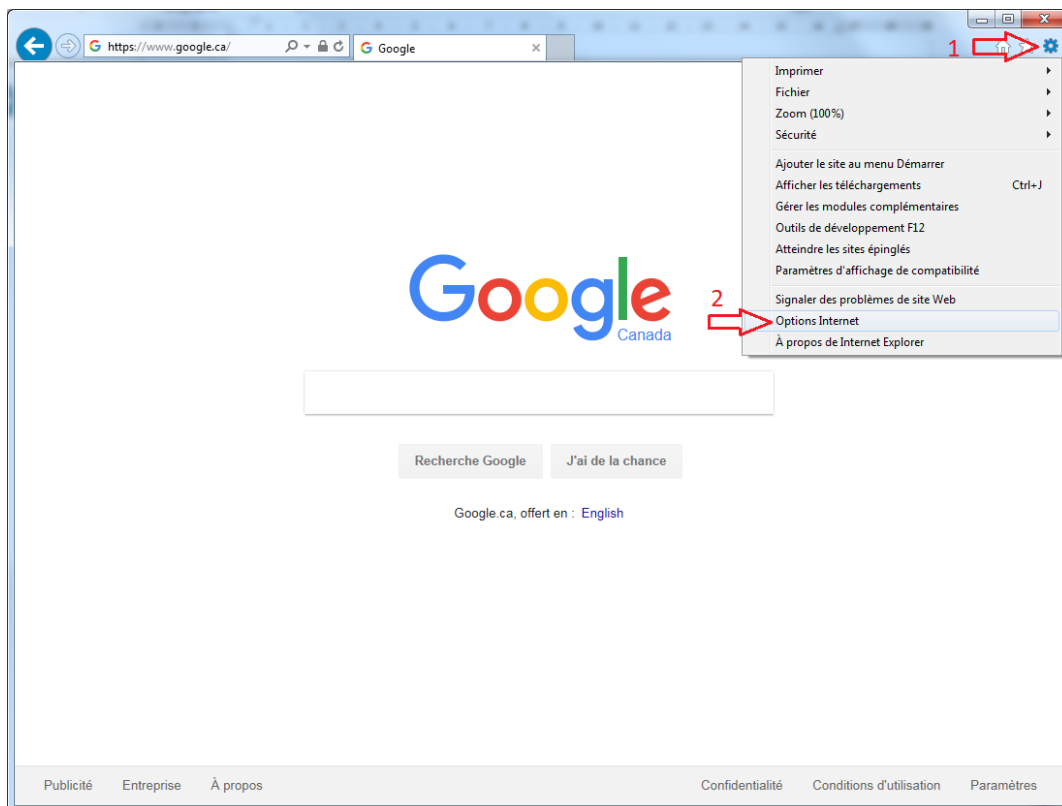 https://www.google.ca/
Google
1
Imprimer
Fichier
Zoom (100%)
Sécurité
Ajouter le site au menu Démarrer
Afficher les téléchargements Ctrl+J
Gérer les modules complémentaires
Outils de développement F12
Atteindre les sites épinglés
Paramètres d'affichage de compatibilité
Signaler des problèmes de site Web
2
Options Internet
À propos de Internet Explorer
Google
Canada
Recherche Google J'ai de la chance
Google.ca, offert en : English
Publicité Entreprise À propos Confidentialité Conditions d'utilisation Paramètres